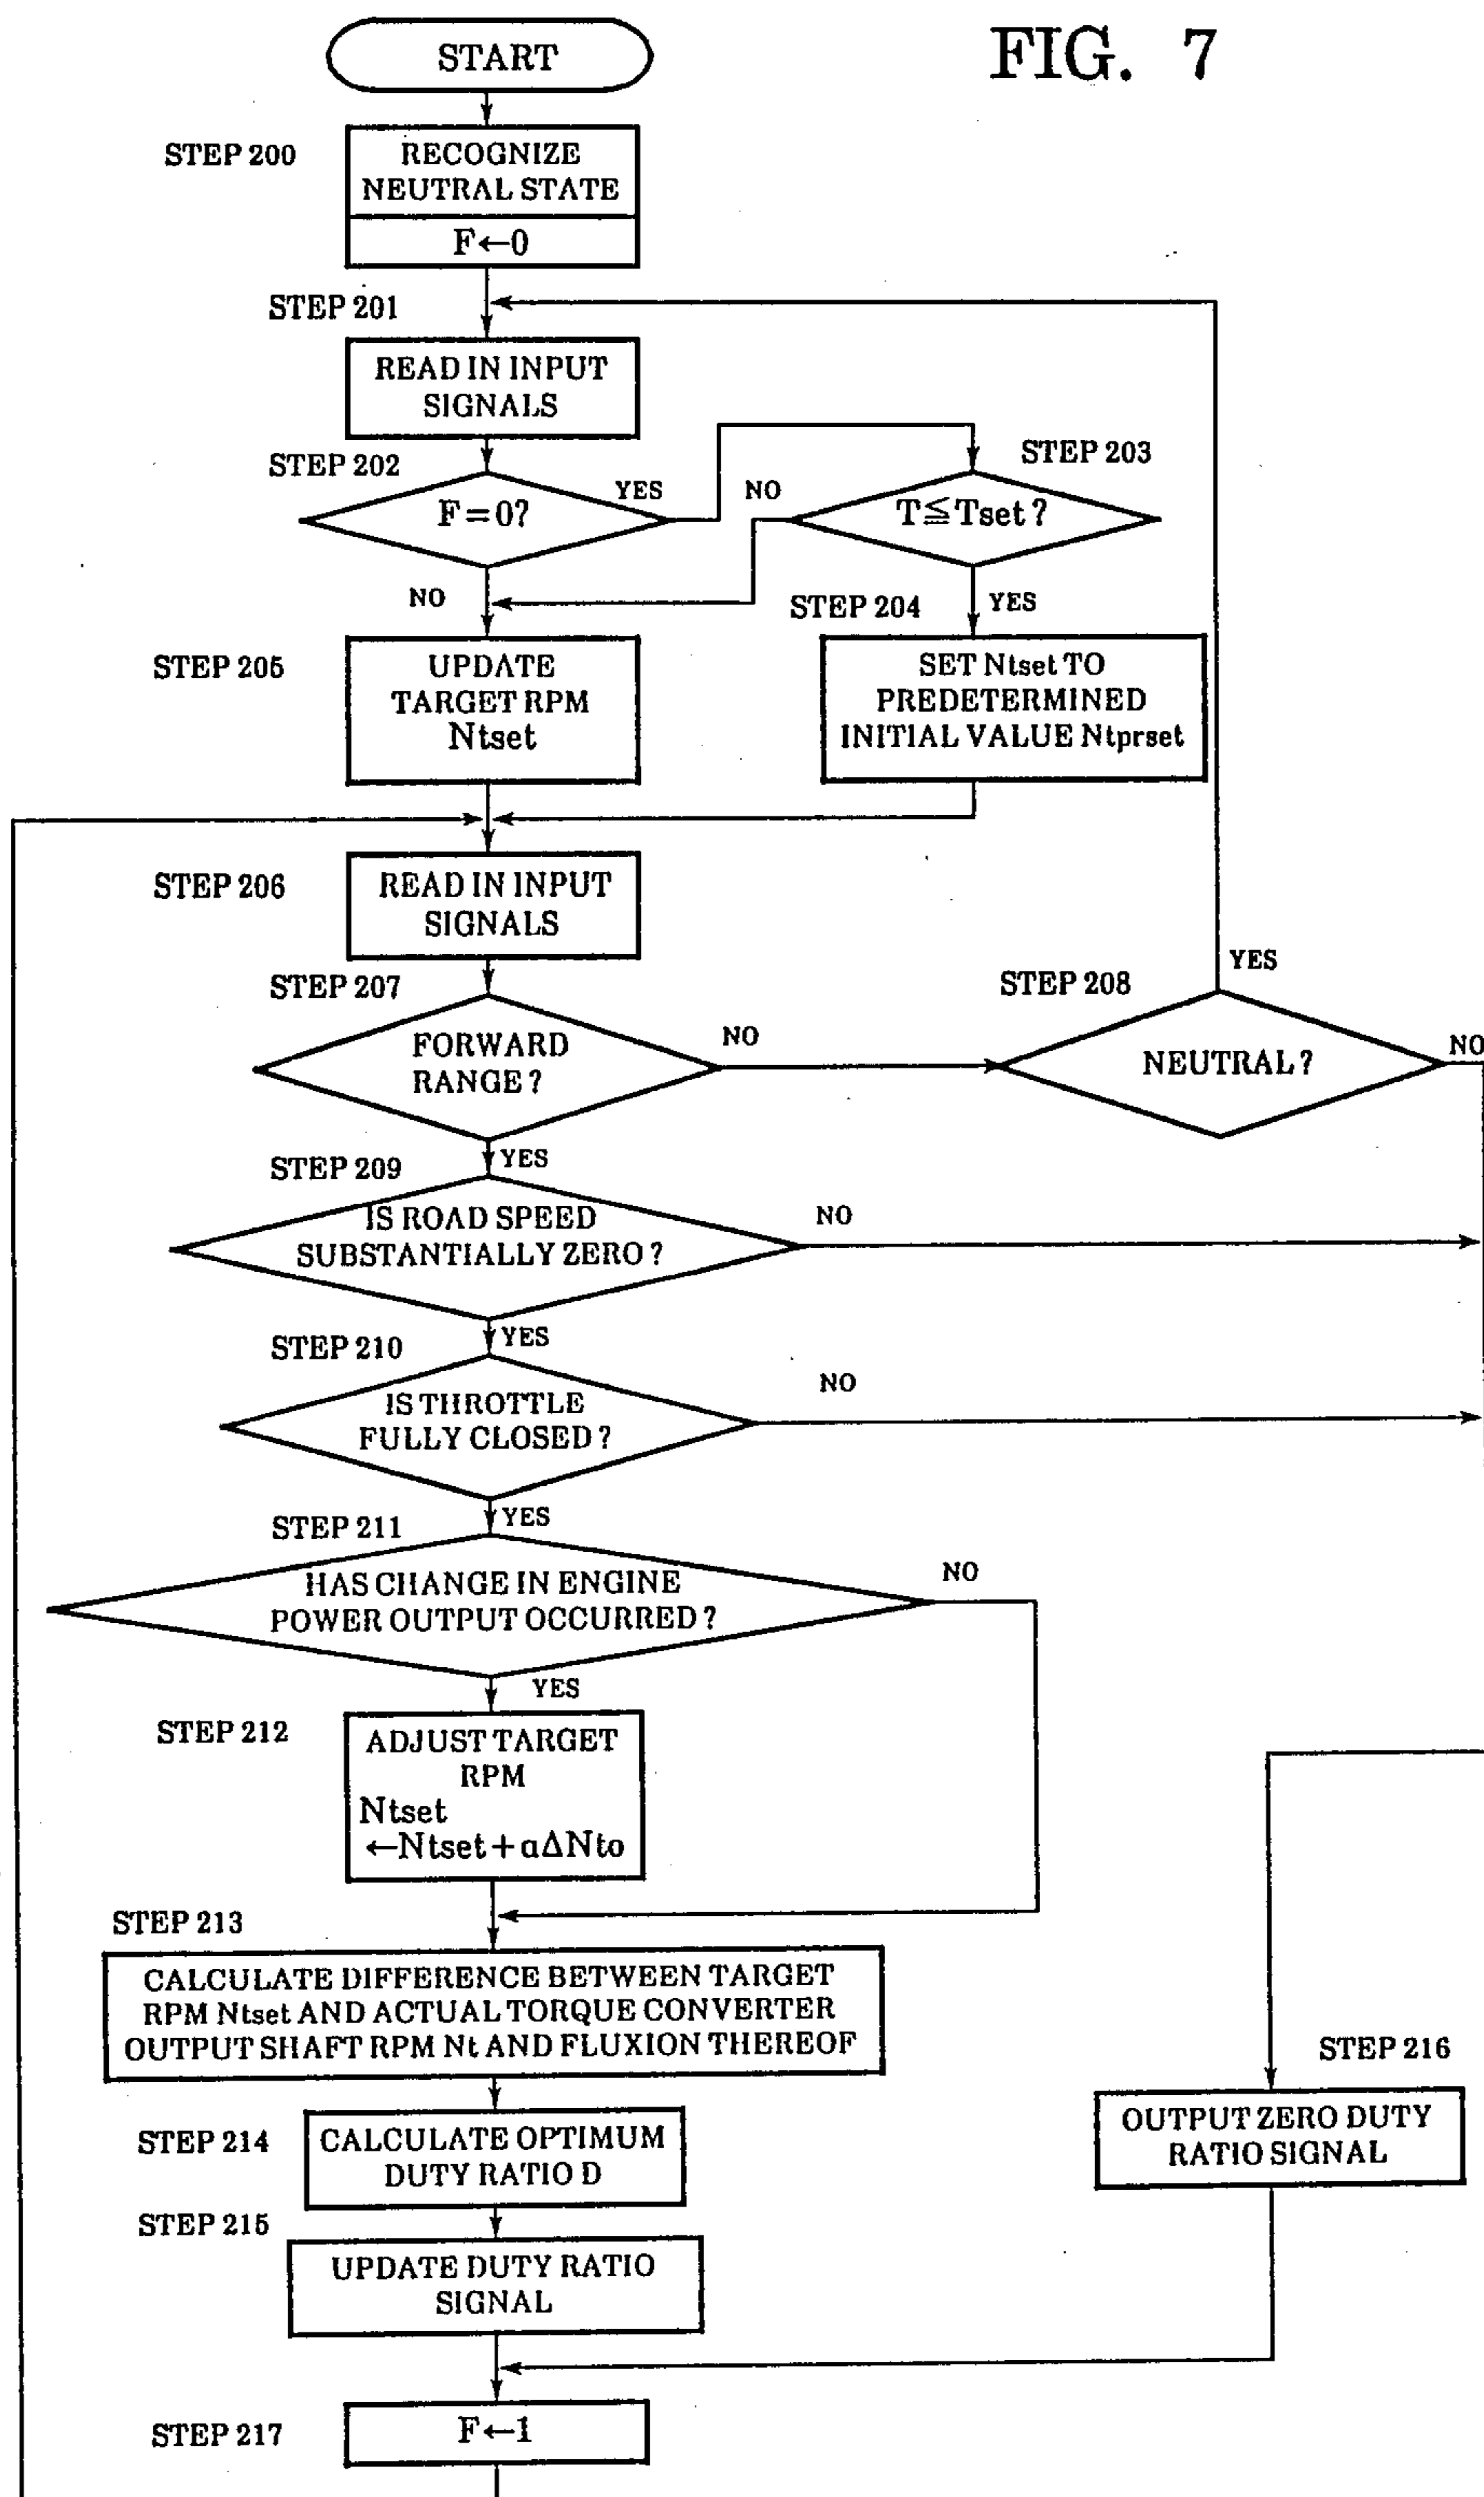 FIG. 7
START
STEP 200
RECOGNIZE
NEUTRAL STATE
F←0
STEP 201
READ IN INPUT
SIGNALS
STEP 202
F=0?
YES
NO
STEP 203
T≦Tset?
NO
YES
STEP 204
SET Ntset TO
PREDETERMINED
INITIAL VALUE Ntprset
STEP 205
UPDATE
TARGET RPM
Ntset
STEP 206
READ IN INPUT
SIGNALS
STEP 207
FORWARD
RANGE?
NO
YES
STEP 208
NEUTRAL?
YES
NO
STEP 209
IS ROAD SPEED
SUBSTANTIALLY ZERO?
NO
YES
STEP 210
IS THROTTLE
FULLY CLOSED?
NO
YES
STEP 211
HAS CHANGE IN ENGINE
POWER OUTPUT OCCURRED?
NO
YES
STEP 212
ADJUST TARGET
RPM
Ntset
←Ntset+aΔNto
STEP 213
CALCULATE DIFFERENCE BETWEEN TARGET
RPM Ntset AND ACTUAL TORQUE CONVERTER
OUTPUT SHAFT RPM Nt AND FLUXION THEREOF
STEP 214
CALCULATE OPTIMUM
DUTY RATIO D
STEP 215
UPDATE DUTY RATIO
SIGNAL
STEP 216
OUTPUT ZERO DUTY
RATIO SIGNAL
STEP 217
F←1